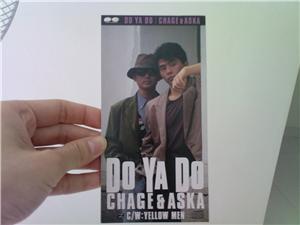 DO YA DO CHAGE&ASKA
DO YA DO
CHAGE & ASKA
C/W: YELLOW MEN